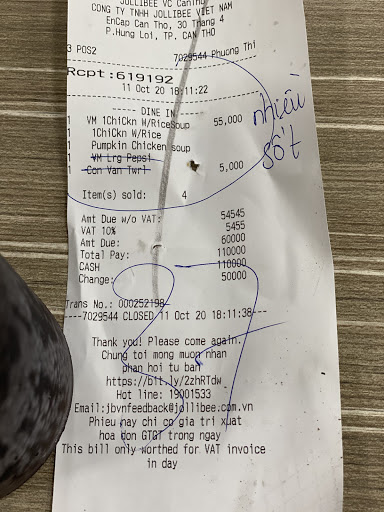 JOLLIBEE VC CanTho
CONG TY TNHH JOLLIBEE VIET NAM
EnCap Can Tho, 30 Thang 4
P.Hung Loi, TP. CAN THO
3 POS2 7029544 Phuong Thi
Rcpt:619192
11 Oct 20 18:11:22
---- DINE IN ----
1 VM 1ChiCkn W/RiceSoup 55,000
1 1ChiCkn W/Rice
1 Pumpkin Chicken soup
1 VM Lrg Pepsi
1 Con Van Twrl 5,000
nhiều
sốt
Item(s) sold: 4
Amt Due w/o VAT: 54545
VAT 10% 5455
Amt Due: 60000
Total Pay: 110000
CASH 110000
Change: 50000
Trans No.: 000252198
----7029544 CLOSED 11 Oct 20 18:11:38---
Thank you! Please come again.
Chung toi mong muon nhan
phan hoi tu ban
https://bit.ly/2zhRTdw
Hot line: 19001533
Email:jbvnfeedback@jollibee.com.vn
Phieu nay chi co gia tri xuat
hoa don GTGT trong ngay
This bill only worthed for VAT invoice
in day